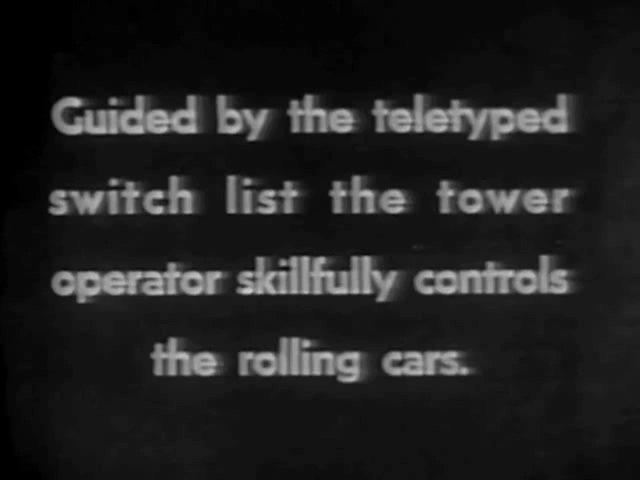 Guided by the teletyped
switch list the tower
operator skillfully controls
the rolling cars.